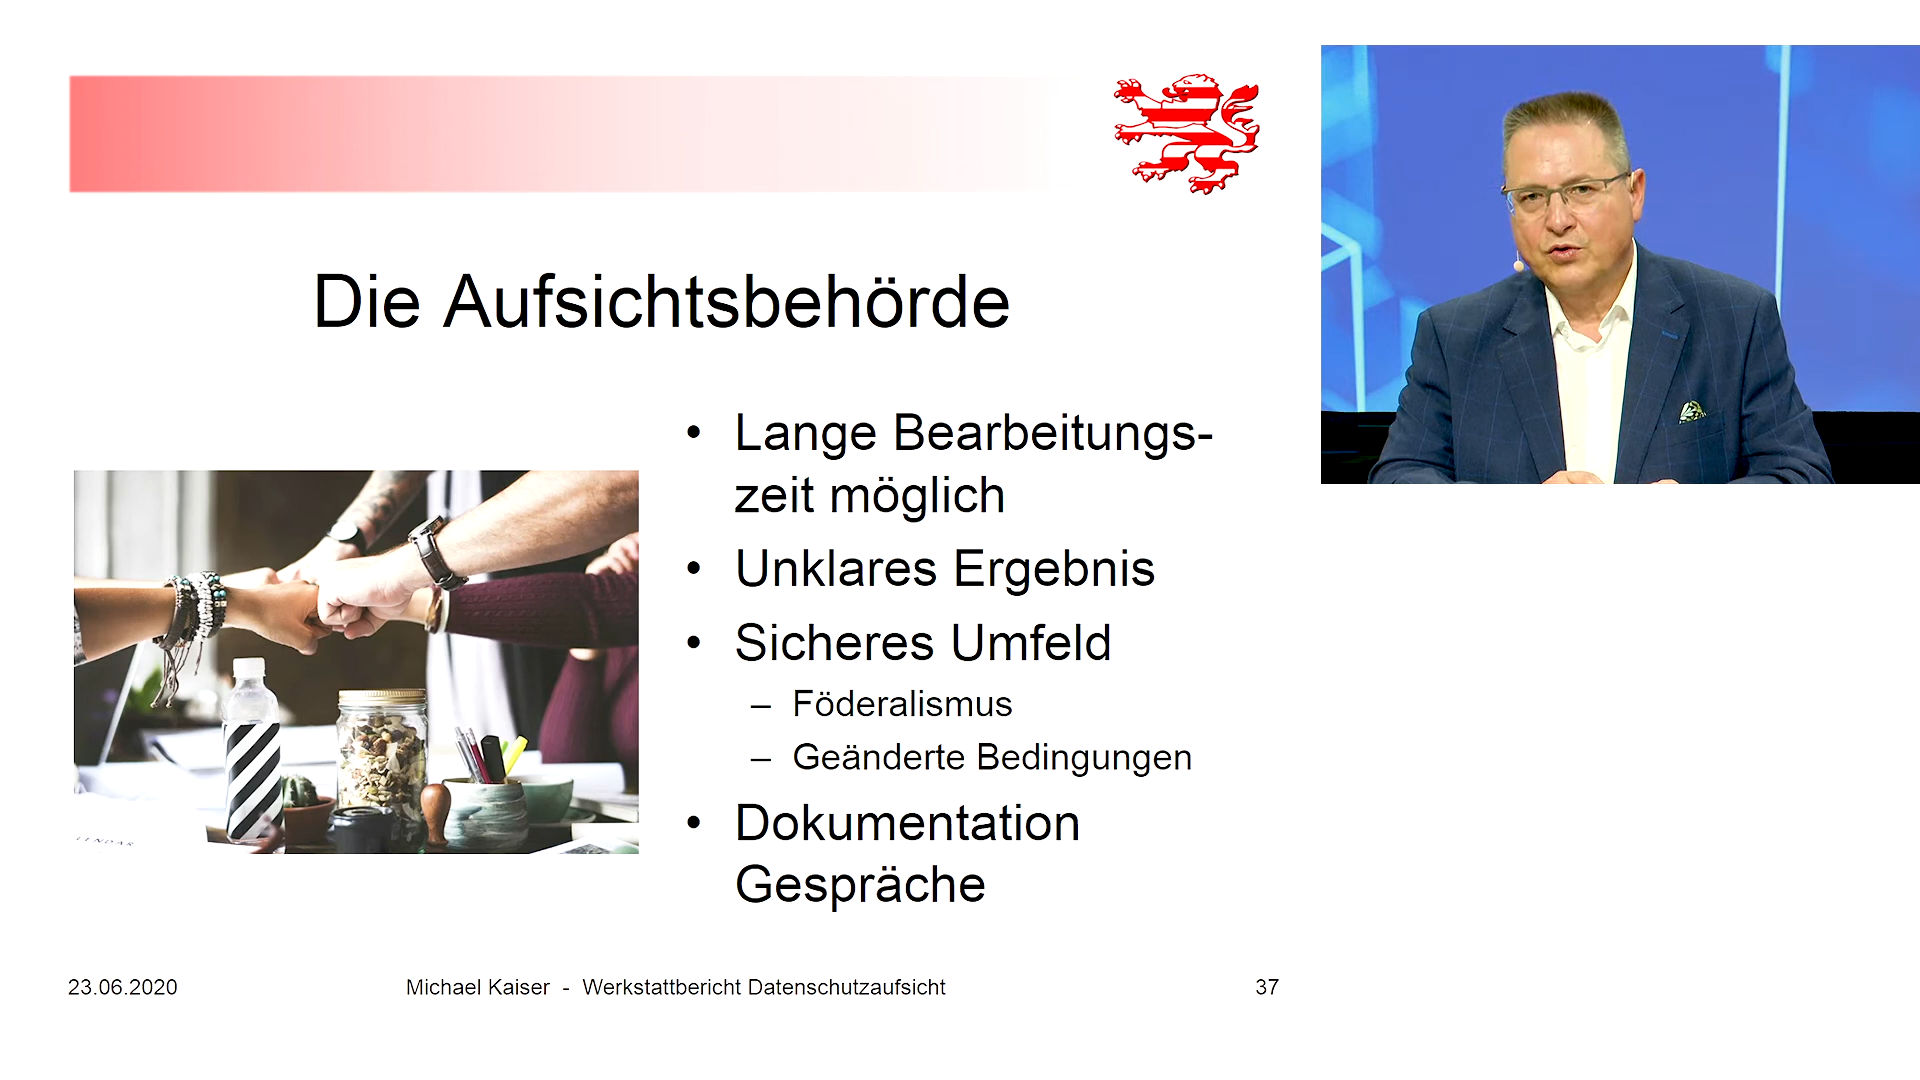 Die Aufsichtsbehörde
• Lange Bearbeitungs-
zeit möglich
• Unklares Ergebnis
• Sicheres Umfeld
– Föderalismus
– Geänderte Bedingungen
• Dokumentation
Gespräche
23.06.2020 Michael Kaiser - Werkstattbericht Datenschutzaufsicht 37